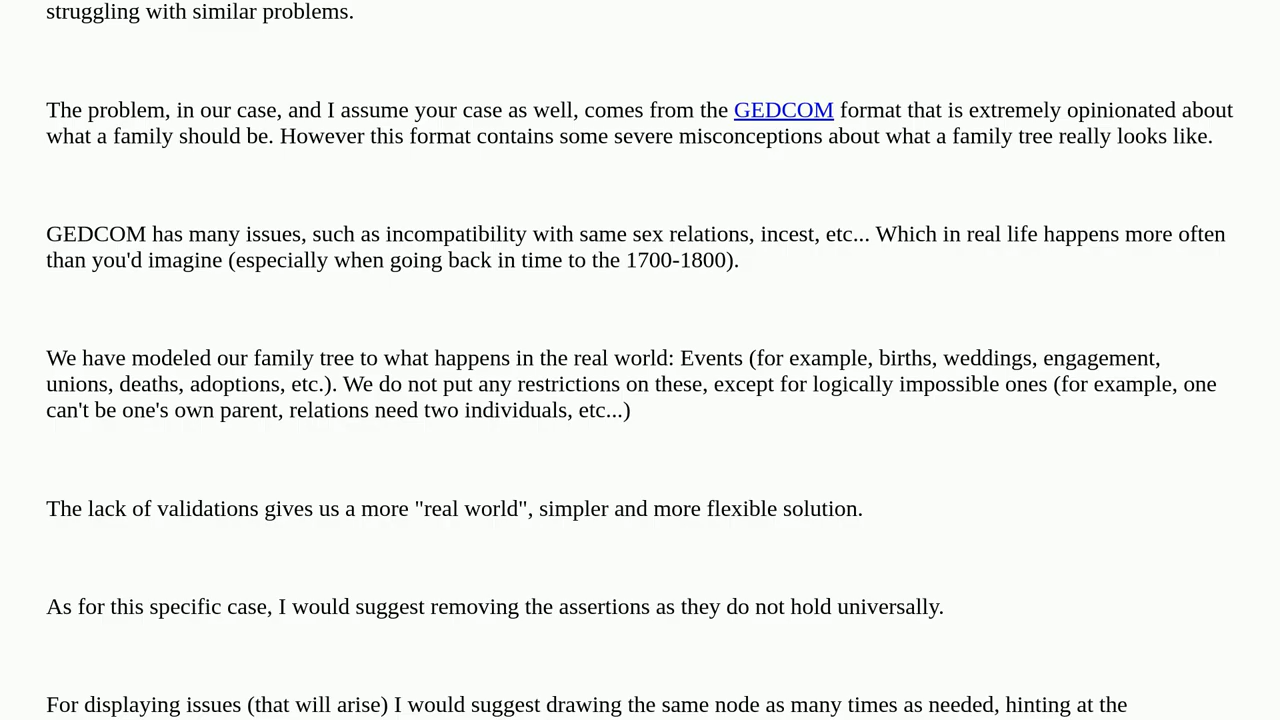 struggling with similar problems.
The problem, in our case, and I assume your case as well, comes from the GEDCOM format that is extremely opinionated about
what a family should be. However this format contains some severe misconceptions about what a family tree really looks like.
GEDCOM has many issues, such as incompatibility with same sex relations, incest, etc... Which in real life happens more often
than you'd imagine (especially when going back in time to the 1700-1800).
We have modeled our family tree to what happens in the real world: Events (for example, births, weddings, engagement,
unions, deaths, adoptions, etc.). We do not put any restrictions on these, except for logically impossible ones (for example, one
can't be one's own parent, relations need two individuals, etc...)
The lack of validations gives us a more "real world", simpler and more flexible solution.
As for this specific case, I would suggest removing the assertions as they do not hold universally.
For displaying issues (that will arise) I would suggest drawing the same node as many times as needed, hinting at the